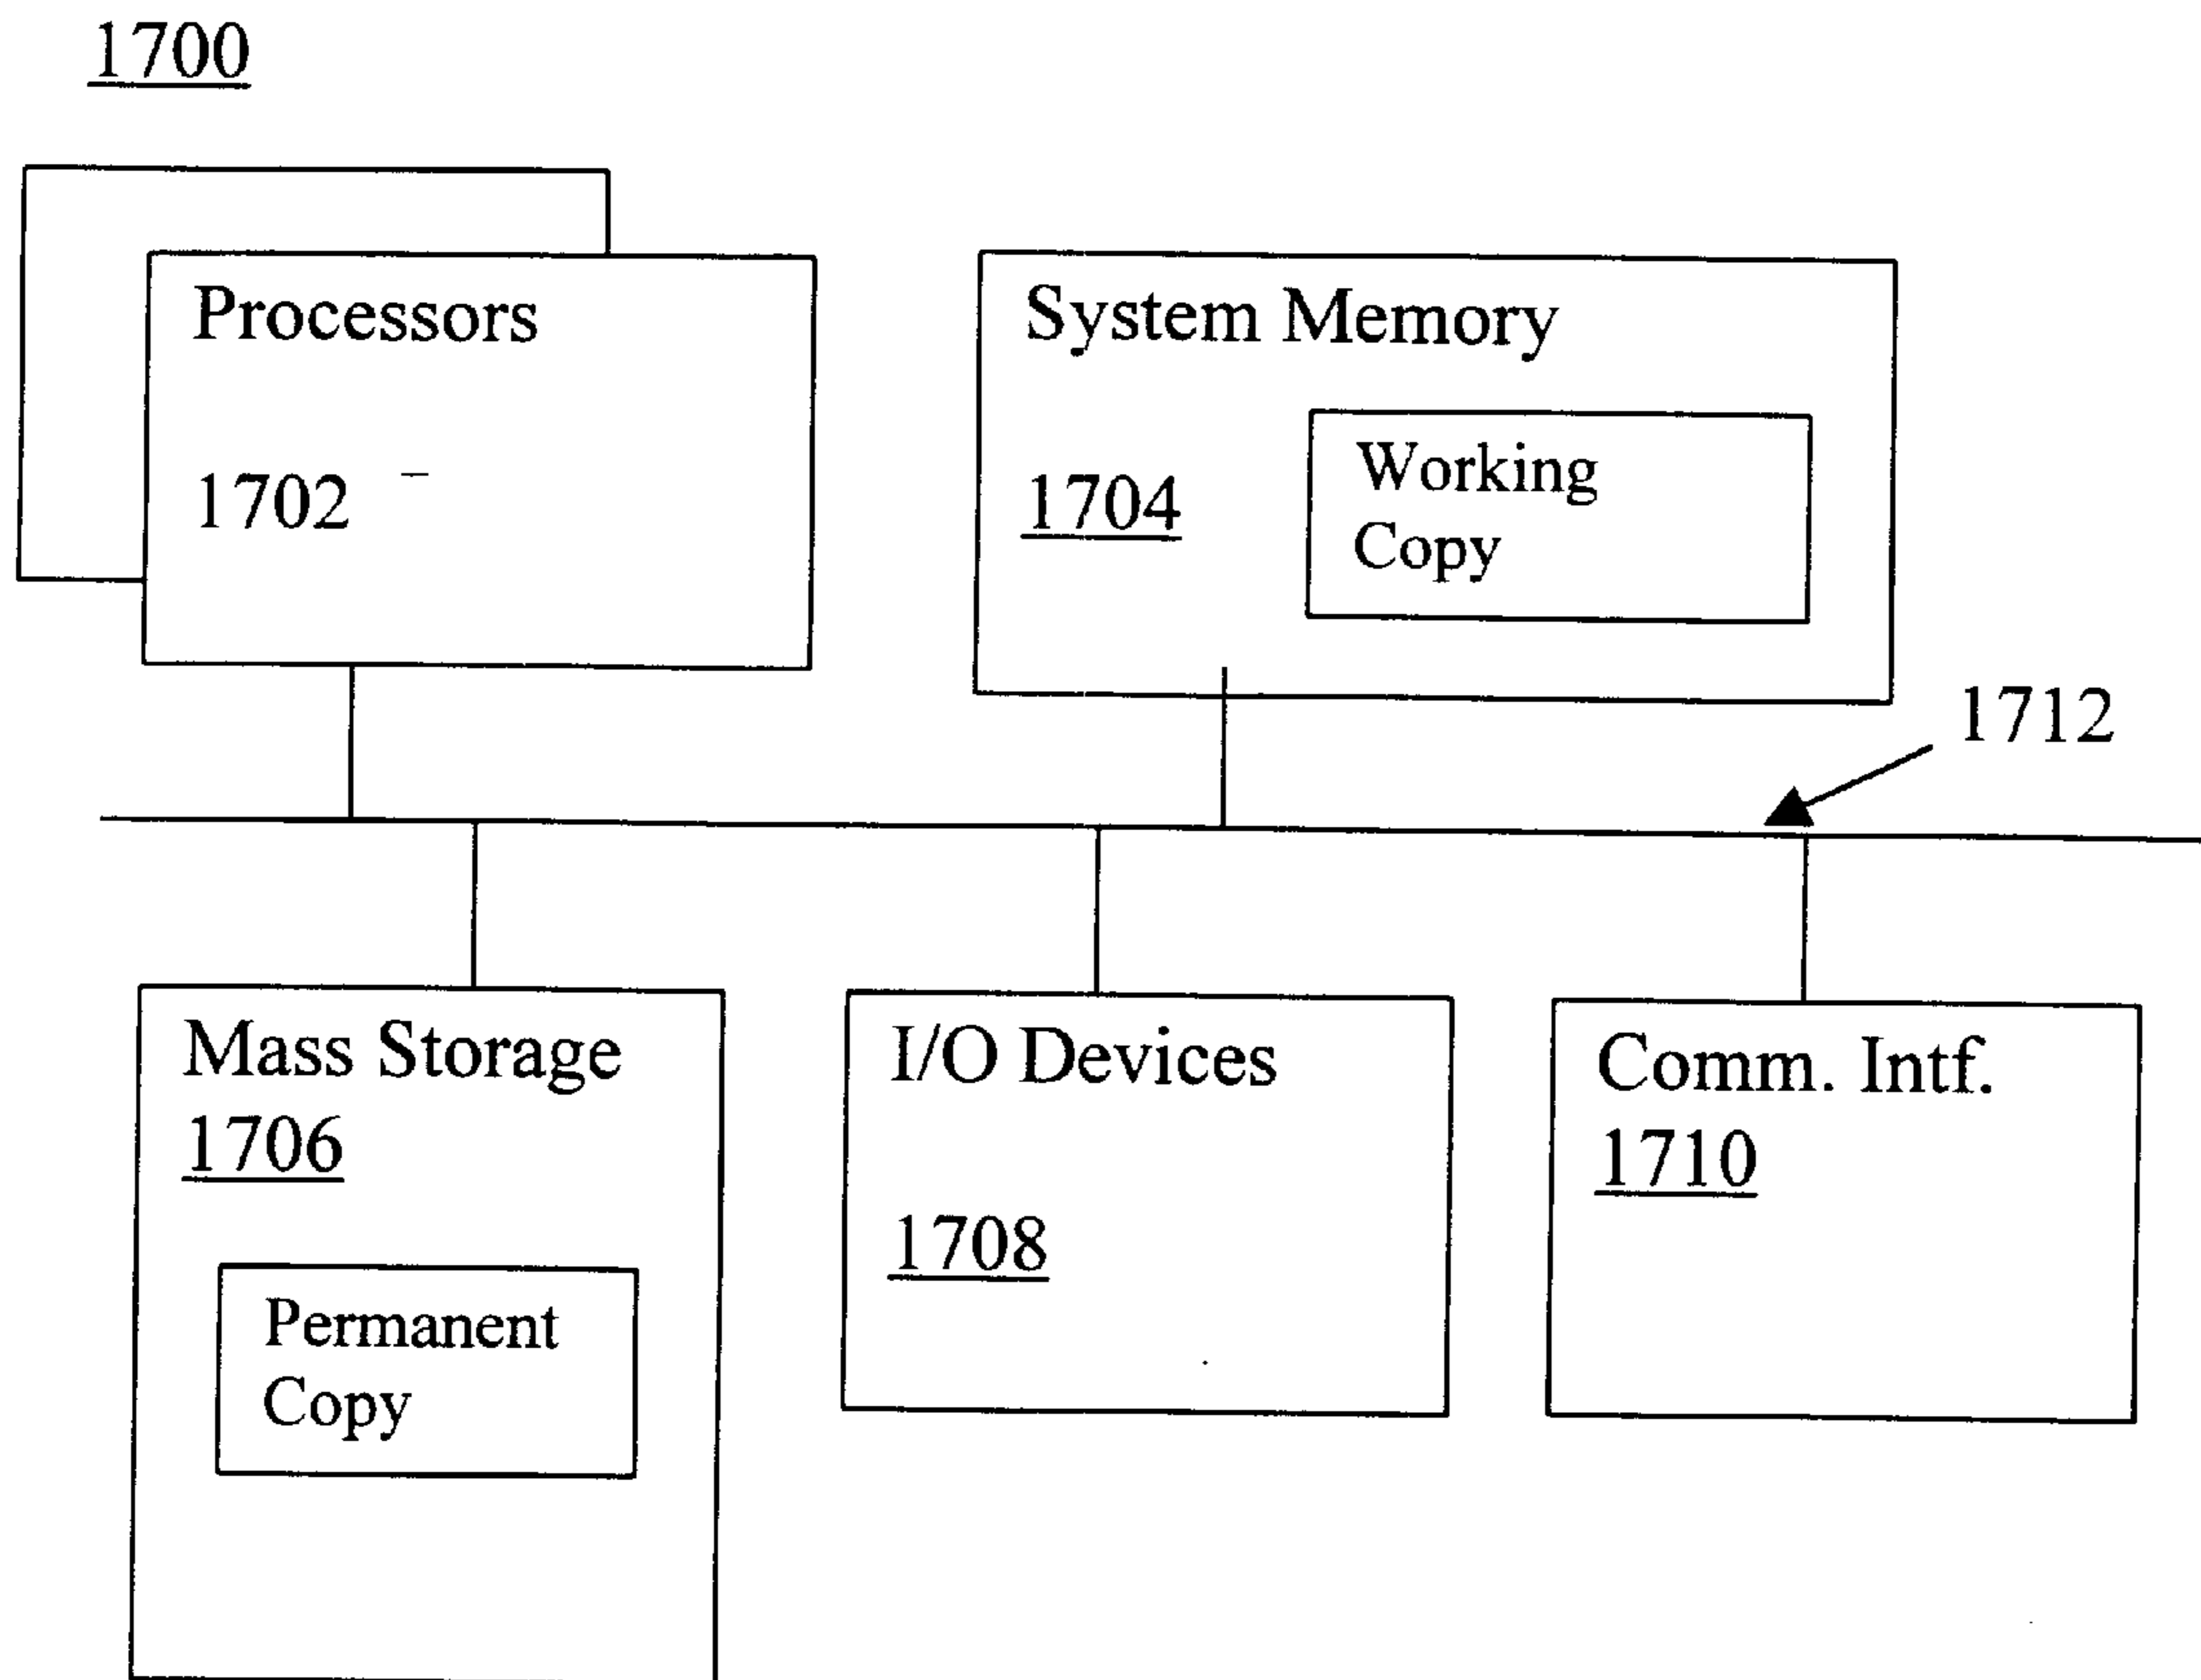 1700
Processors
1702
System Memory
1704
Working
Copy
1712
Mass Storage
1706
Permanent
Copy
I/O Devices
1708
Comm. Intf.
1710